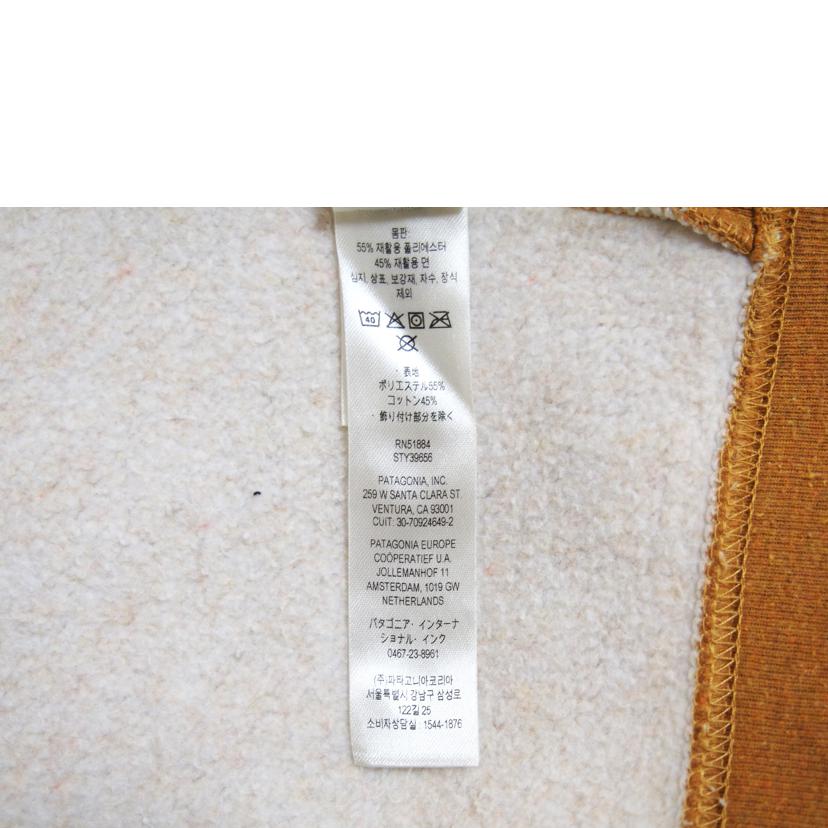 몸판:
55% 재활용 폴리에스터
45% 재활용 면
심지, 상표, 보강재, 자수, 장식
제외
40
・表地
ポリエステル55%
コットン45%
・飾り付け部分を除く
RN51884
STY39656
PATAGONIA, INC.
259 W SANTA CLARA ST.
VENTURA, CA 93001
CUIT: 30-70924649-2
PATAGONIA EUROPE
COÖPERATIEF U.A.
JOLLEMANHOF 11
AMSTERDAM, 1019 GW
NETHERLANDS
パタゴニア・インターナ
ショナル・インク
0467-23-8961
(주)파타고니아코리아
서울특별시 강남구 삼성로
122길 25
소비자상담실 : 1544-1876